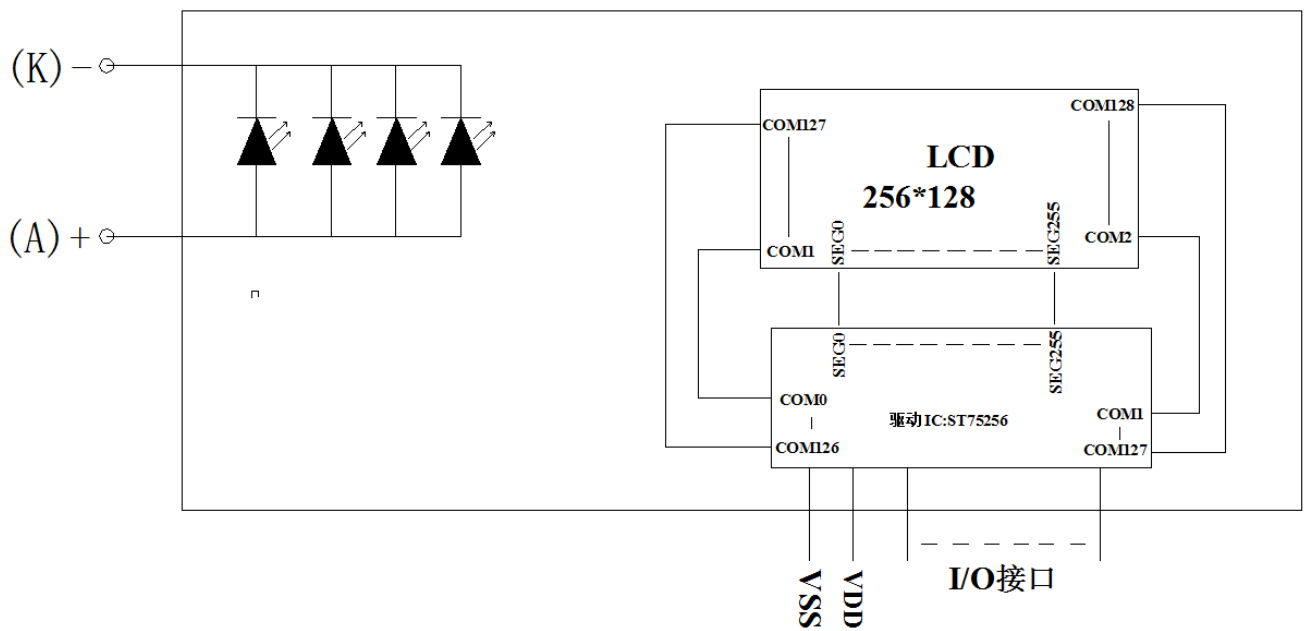 (K)-
(A)+
COM127
COM128
LCD
256*128
COM1
SEG0
SEG255
COM2
SEG0
SEG255
COM0
COM126
驱动IC:ST75256
COM1
COM127
VSS
VDD
I/O接口